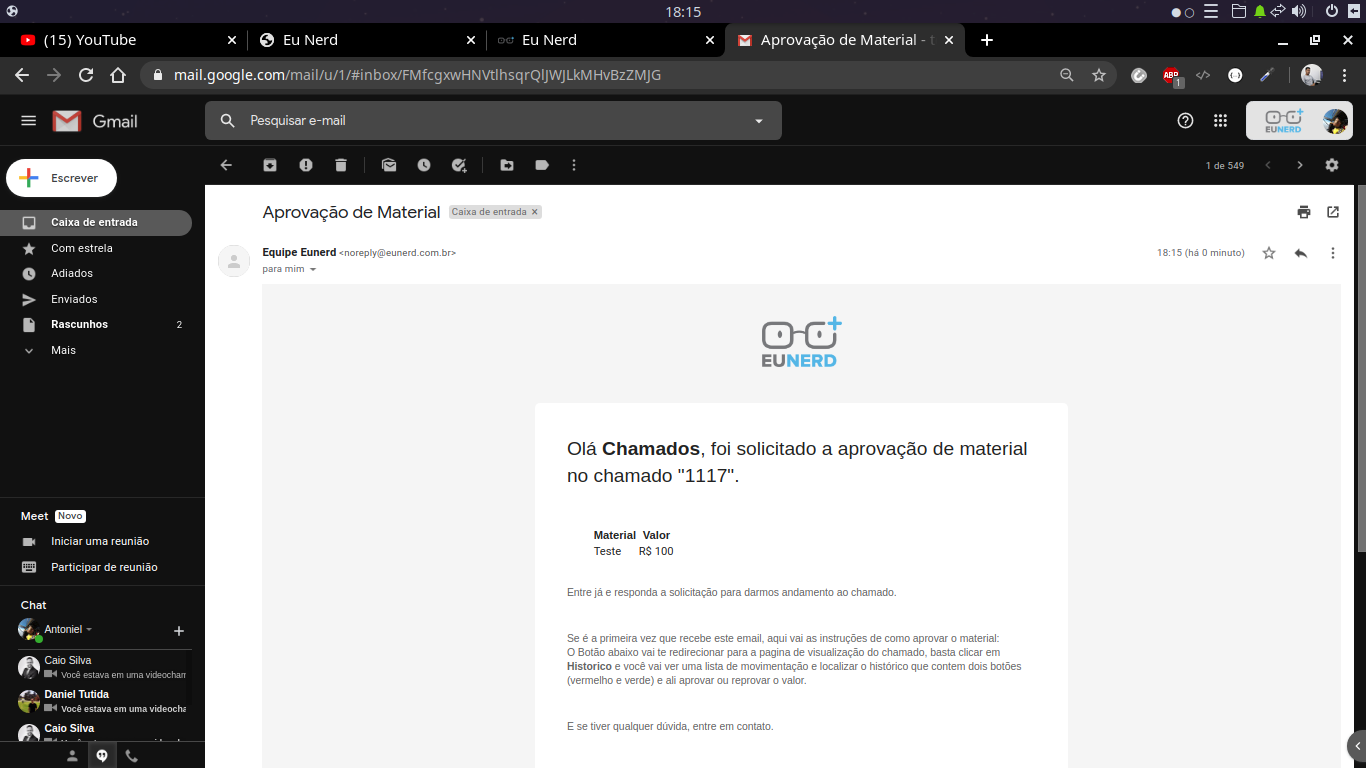 18:15
(15) YouTube
Eu Nerd
Eu Nerd
Aprovação de Material - t
mail.google.com/mail/u/1/#inbox/FMfcgxwHNVtlhsqrQlJWJLkMHvBzZMJG
ABP
1
Gmail
Pesquisar e-mail
EUNERD
Escrever
1 de 549
Caixa de entrada
Com estrela
Adiados
Enviados
Rascunhos 2
Mais
Aprovação de Material Caixa de entrada
Equipe Eunerd <noreply@eunerd.com.br>
18:15 (há 0 minuto)
para mim
EUNERD
Olá Chamados, foi solicitado a aprovação de material
no chamado "1117".
Material Valor
Teste R$ 100
Entre já e responda a solicitação para darmos andamento ao chamado.
Se é a primeira vez que recebe este email, aqui vai as instruções de como aprovar o material:
O Botão abaixo vai te redirecionar para a pagina de visualização do chamado, basta clicar em
Historico e você vai ver uma lista de movimentação e localizar o histórico que contem dois botões
(vermelho e verde) e ali aprovar ou reprovar o valor.
E se tiver qualquer dúvida, entre em contato.
Meet Novo
Iniciar uma reunião
Participar de reunião
Chat
Antoniel
Caio Silva
Você estava em uma videocham
Daniel Tutida
Você estava em uma videocha
Caio Silva